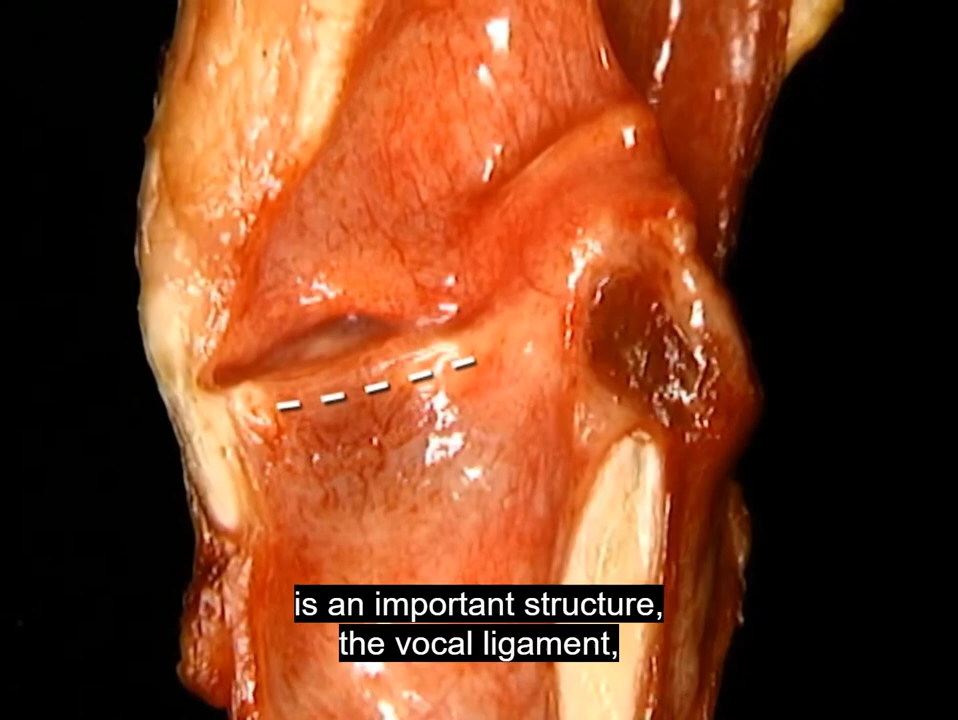 is an important structure,
the vocal ligament,